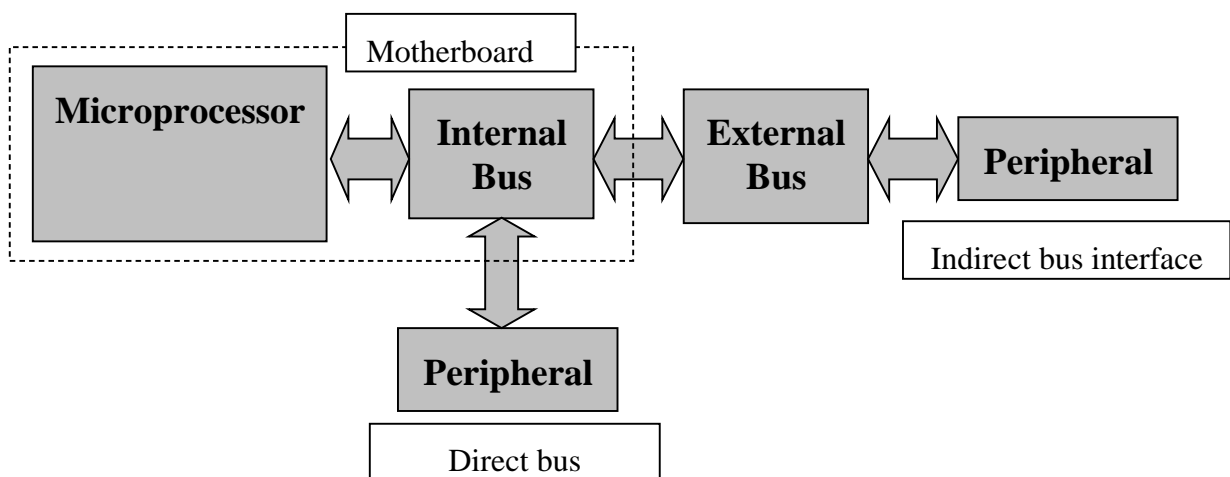 Motherboard
Microprocessor
Internal
Bus
External
Bus
Peripheral
Indirect bus interface
Peripheral
Direct bus